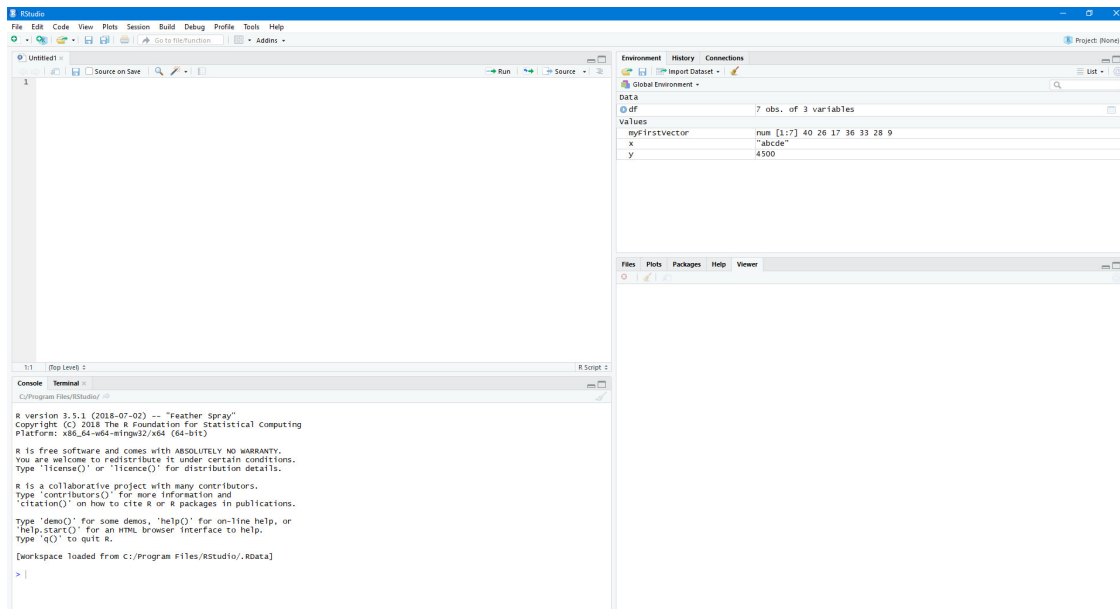 RStudio
File Edit Code View Plots Session Build Debug Profile Tools Help
Go to file/function Addins Project: (None)
Untitled1
Source on Save Run Source
1
1:1 (Top Level) R Script
Console Terminal
C:/Program Files/RStudio/
R version 3.5.1 (2018-07-02) -- "Feather Spray"
Copyright (C) 2018 The R Foundation for Statistical Computing
Platform: x86_64-w64-mingw32/x64 (64-bit)
R is free software and comes with ABSOLUTELY NO WARRANTY.
You are welcome to redistribute it under certain conditions.
Type 'license()' or 'licence()' for distribution details.
R is a collaborative project with many contributors.
Type 'contributors()' for more information and
'citation()' on how to cite R or R packages in publications.
Type 'demo()' for some demos, 'help()' for on-line help, or
'help.start()' for an HTML browser interface to help.
Type 'q()' to quit R.
[Workspace loaded from C:/Program Files/RStudio/.RData]
>
Environment History Connections
Import Dataset List
Global Environment
Data
df 7 obs. of 3 variables
Values
myFirstVector num [1:7] 40 26 17 36 33 28 9
x "abcde"
y 4500
Files Plots Packages Help Viewer